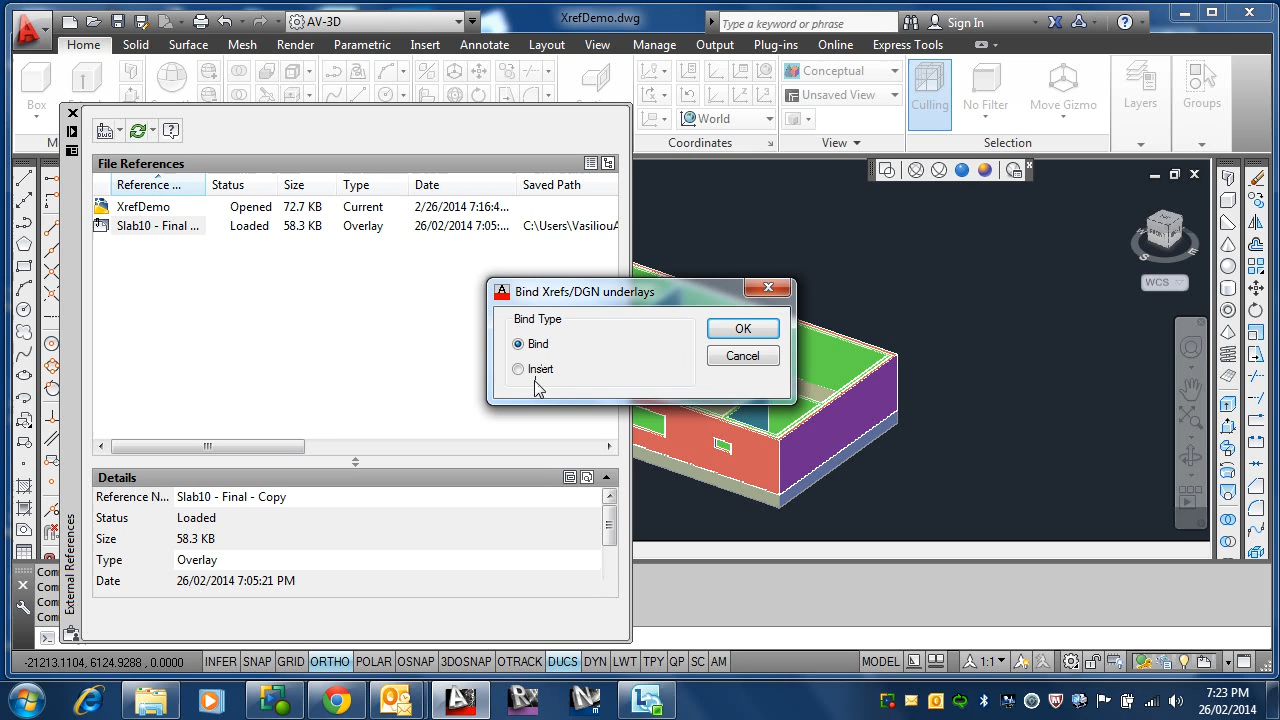 AV-3D
XrefDemo.dwg
Type a keyword or phrase
Sign In
Home Solid Surface Mesh Render Parametric Insert Annotate Layout View Manage Output Plug-ins Online Express Tools
Box
Conceptual
Unsaved View
World
Culling
No Filter
Move Gizmo
Layers
Groups
Coordinates
View
Selection
File References
Reference ... Status Size Type Date Saved Path
XrefDemo Opened 72.7 KB Current 2/26/2014 7:16:4...
Slab10 - Final ... Loaded 58.3 KB Overlay 26/02/2014 7:05:... C:\Users\VasiliouA
Bind Xrefs/DGN underlays
Bind Type
Bind
Insert
OK
Cancel
WCS
Details
Reference N... Slab10 - Final - Copy
Status Loaded
Size 58.3 KB
Type Overlay
Date 26/02/2014 7:05:21 PM
External References
Com
Com
Com
Com
-21213.1104, 6124.9288, 0.0000 INFER SNAP GRID ORTHO POLAR OSNAP 3DOSNAP OTRACK DUCS DYN LWT TPY QP SC AM MODEL 1:1
7:23 PM
26/02/2014